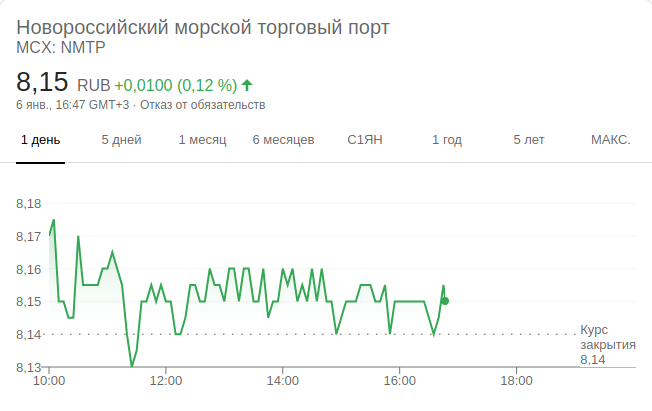 Новороссийский морской торговый порт
MCX: NMTP
8,15 RUB +0,0100 (0,12 %)
6 янв., 16:47 GMT+3 · Отказ от обязательств
1 день 5 дней 1 месяц 6 месяцев С1ЯН 1 год 5 лет МАКС.
8,18
8,17
8,16
8,15
8,14
8,13
Курс
закрытия
8,14
10:00 12:00 14:00 16:00 18:00